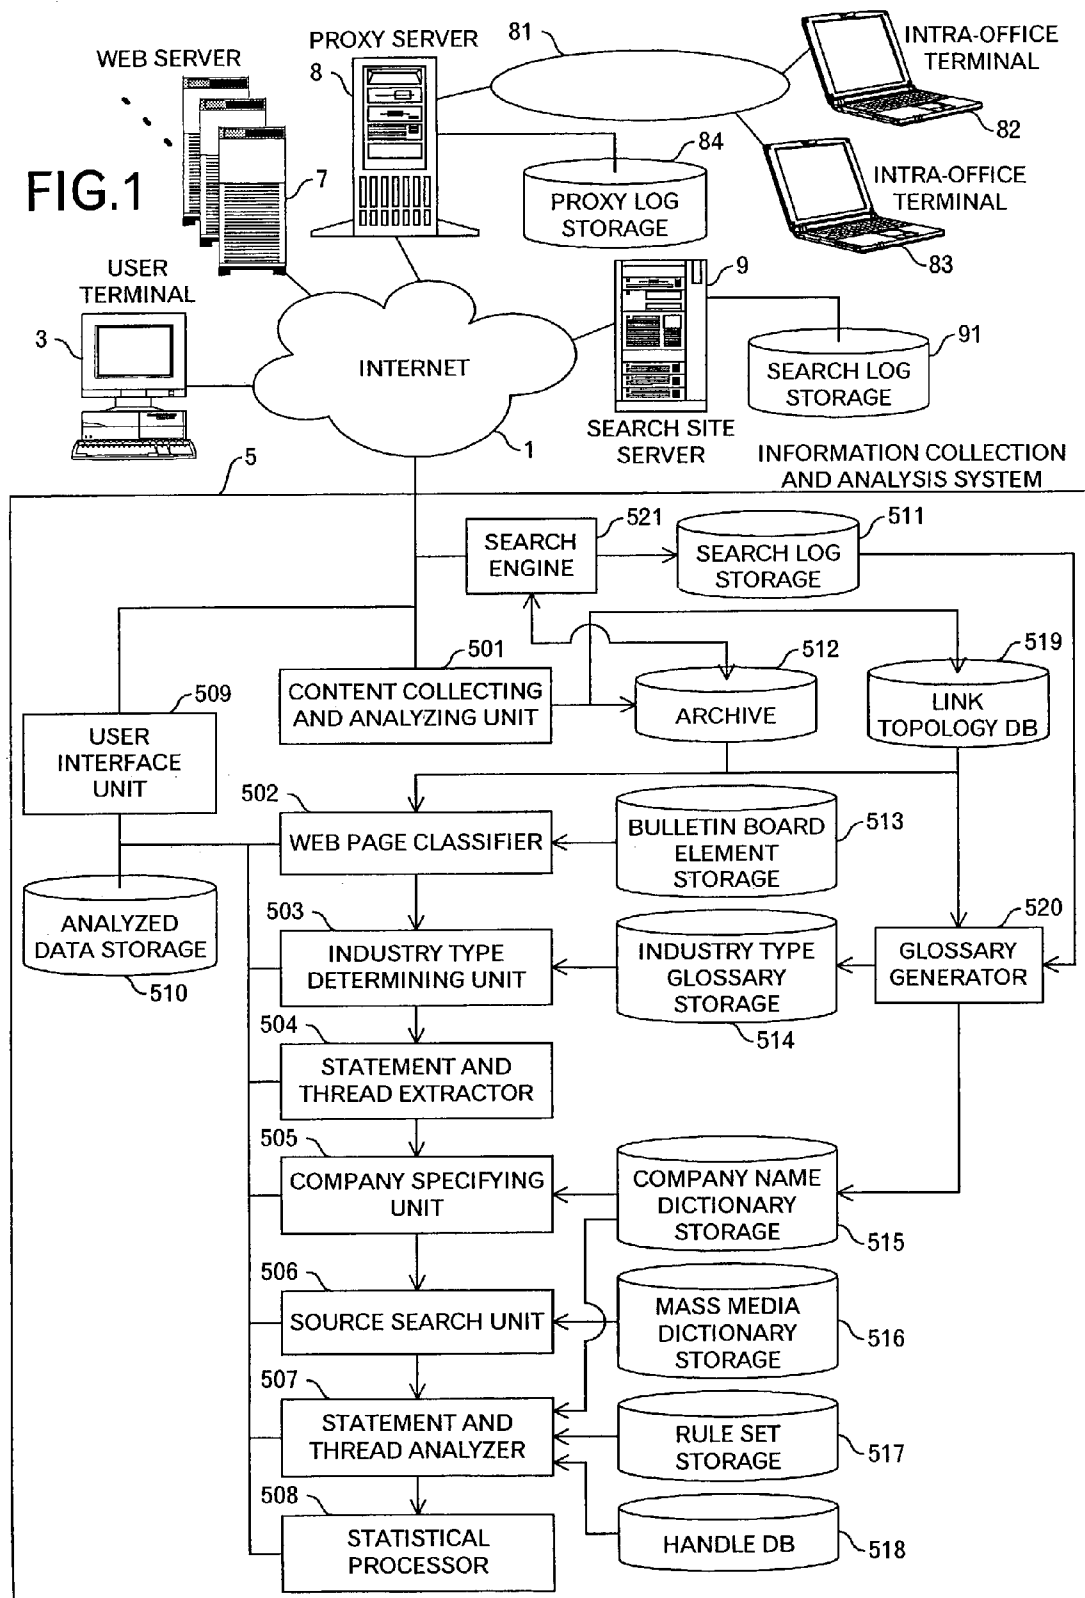 FIG.1
WEB SERVER
7
PROXY SERVER
8
81
INTRA-OFFICE
TERMINAL
82
84
PROXY LOG
STORAGE
INTRA-OFFICE
TERMINAL
83
USER
TERMINAL
3
INTERNET
1
9
SEARCH SITE
SERVER
91
SEARCH LOG
STORAGE
5
INFORMATION COLLECTION
AND ANALYSIS SYSTEM
SEARCH
ENGINE
521
SEARCH LOG
STORAGE
511
501
CONTENT COLLECTING
AND ANALYZING UNIT
512
ARCHIVE
519
LINK
TOPOLOGY DB
509
USER
INTERFACE
UNIT
502
WEB PAGE CLASSIFIER
BULLETIN BOARD
ELEMENT
STORAGE
513
ANALYZED
DATA STORAGE
510
503
INDUSTRY TYPE
DETERMINING UNIT
INDUSTRY TYPE
GLOSSARY
STORAGE
514
520
GLOSSARY
GENERATOR
504
STATEMENT AND
THREAD EXTRACTOR
505
COMPANY SPECIFYING
UNIT
COMPANY NAME
DICTIONARY
STORAGE
515
506
SOURCE SEARCH UNIT
MASS MEDIA
DICTIONARY
STORAGE
516
507
STATEMENT AND
THREAD ANALYZER
RULE SET
STORAGE
517
508
STATISTICAL
PROCESSOR
HANDLE DB
518